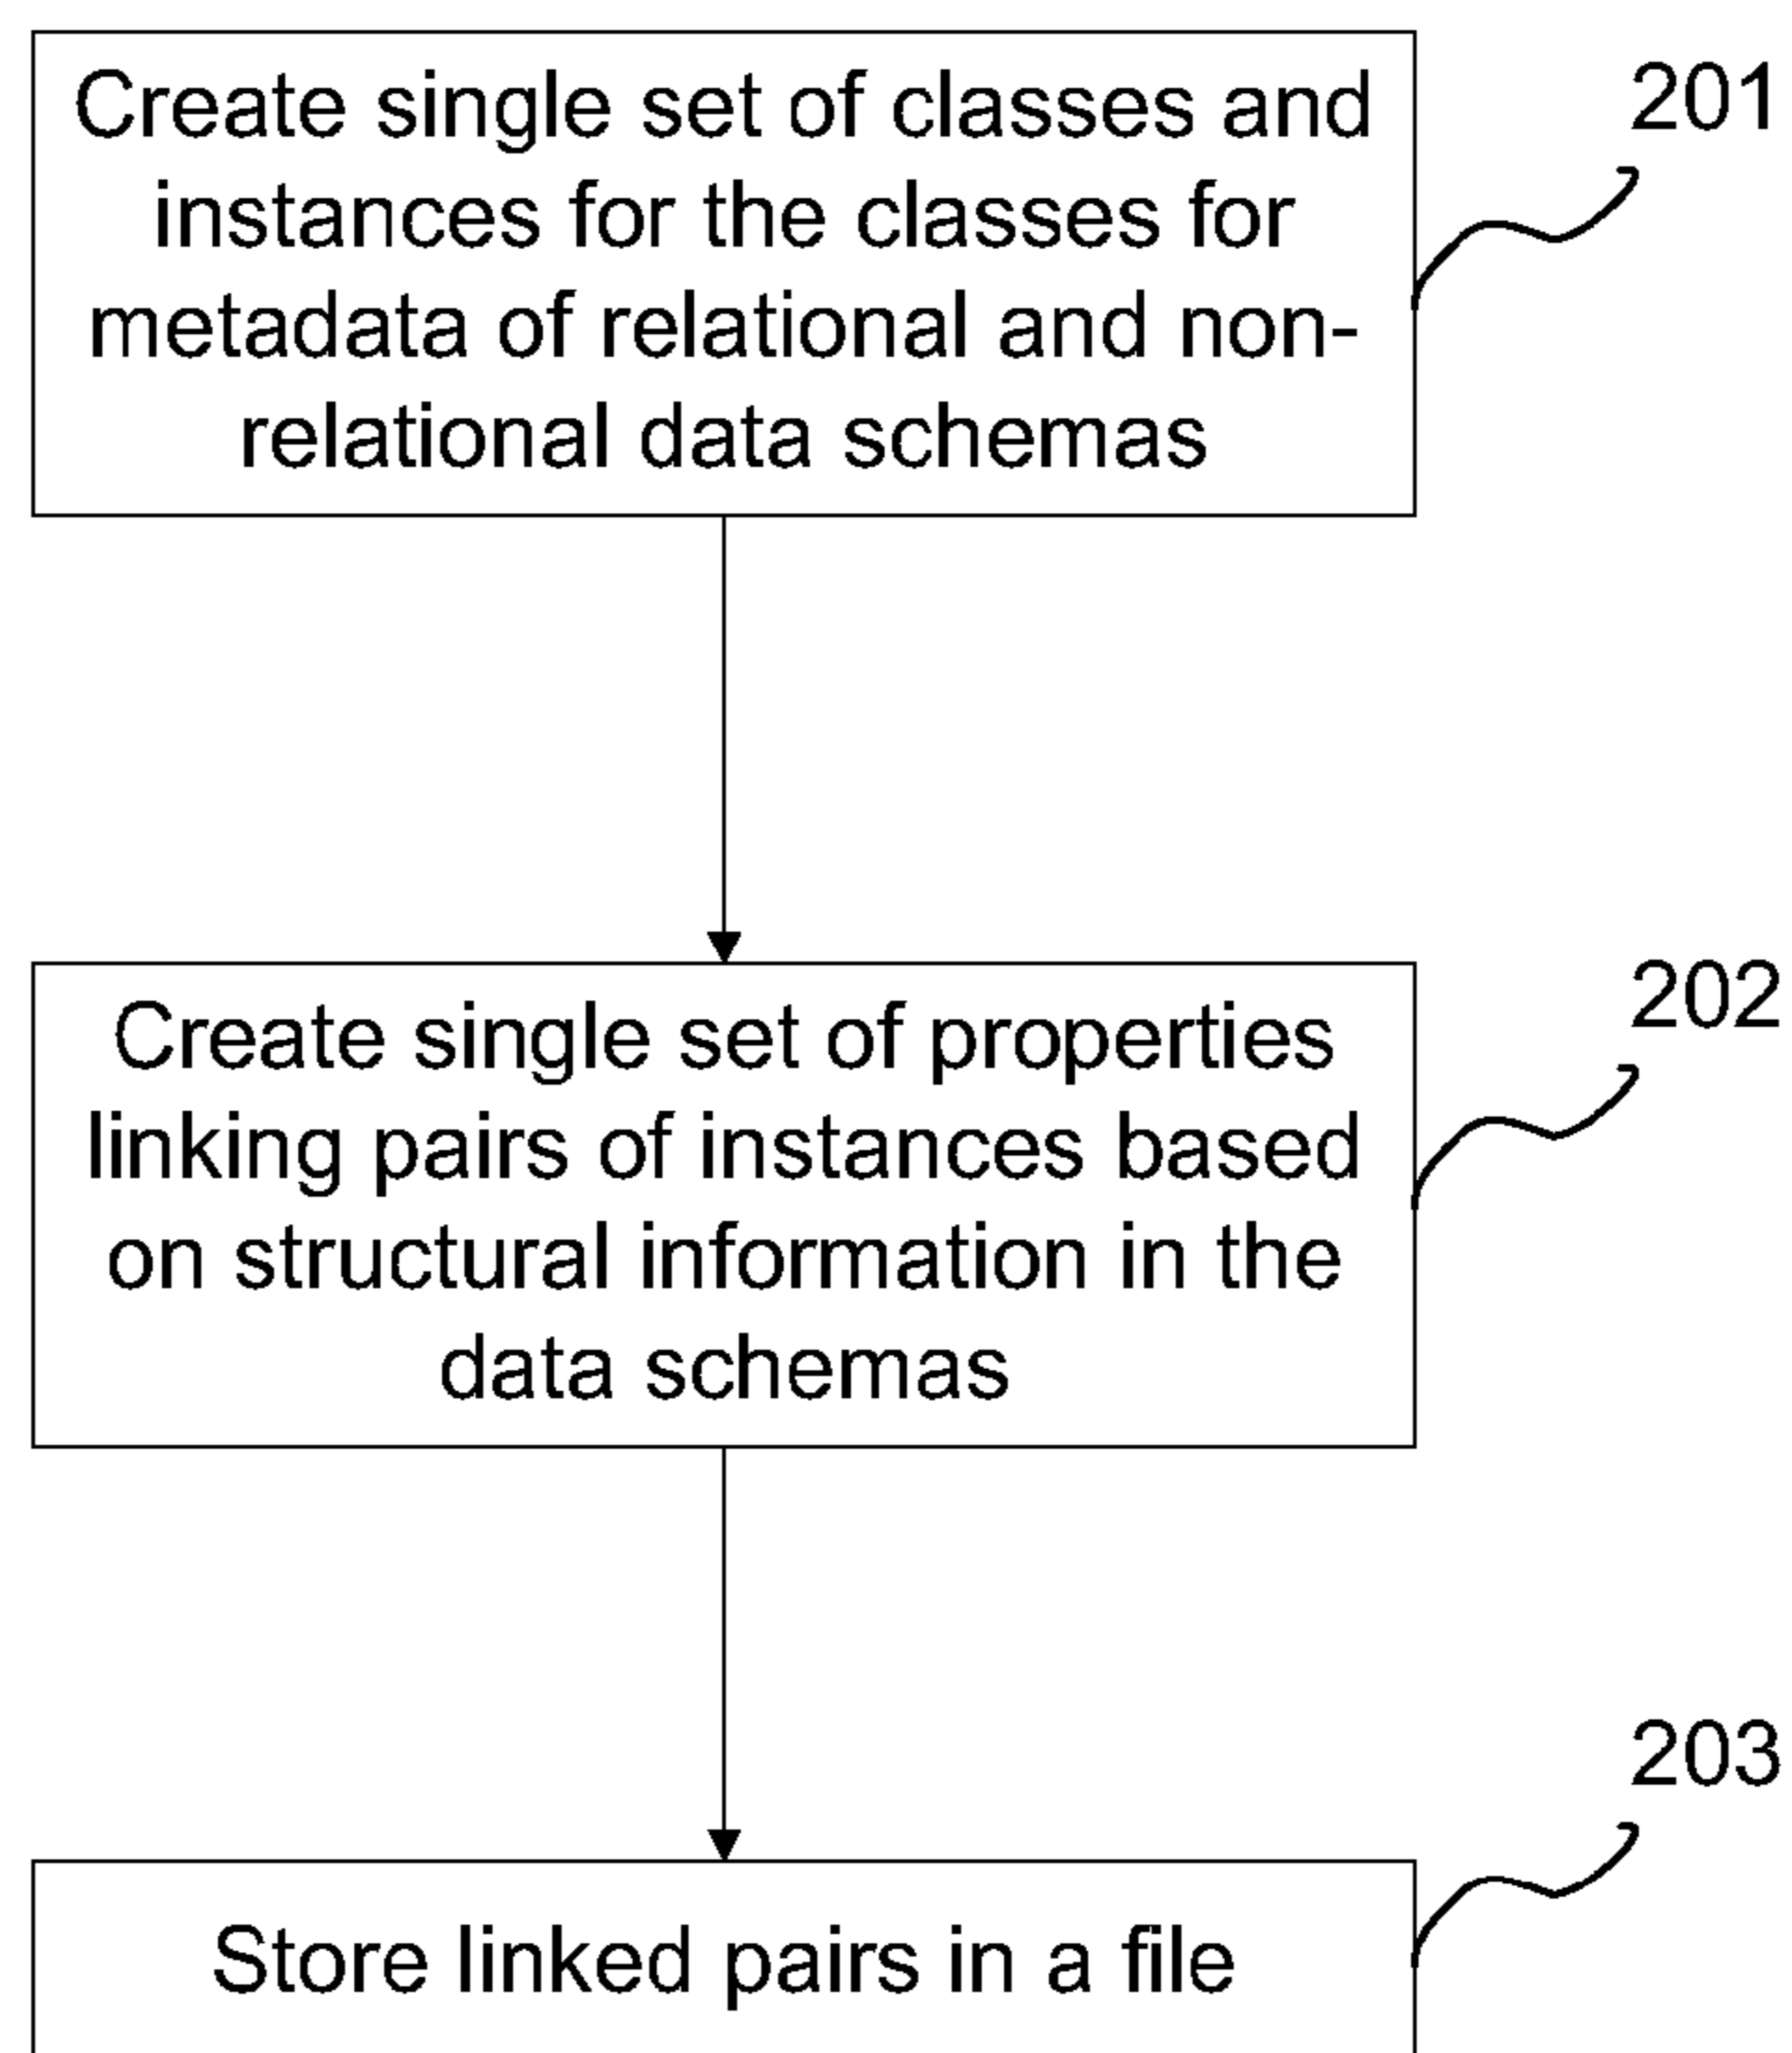 Create single set of classes and
instances for the classes for
metadata of relational and non-
relational data schemas
201
Create single set of properties
linking pairs of instances based
on structural information in the
data schemas
202
Store linked pairs in a file
203